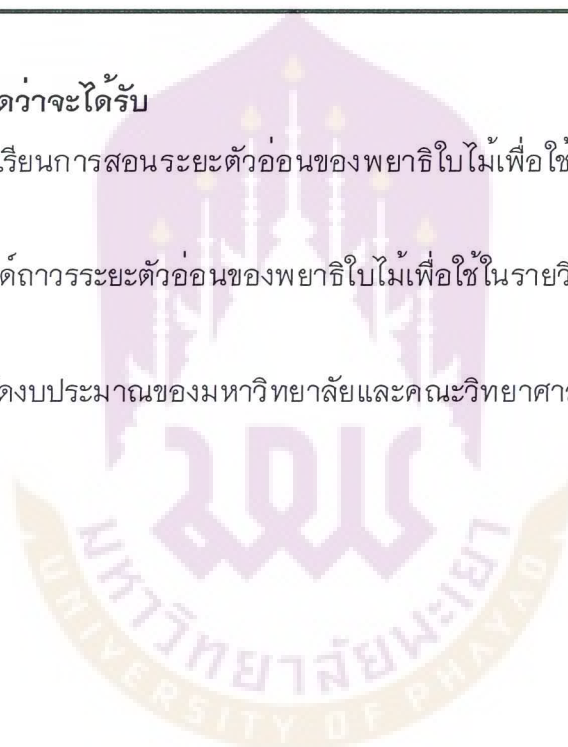 ดว่าจะได้รับ
เรียนการสอนระยะตัวอ่อนของพยาธิใบไม้เพื่อใช้
ด์ถาวรระยะตัวอ่อนของพยาธิใบไม้เพื่อใช้ในรายวิ
ดงบประมาณของมหาวิทยาลัยและคณะวิทยาศาร
มหาวิทยาลัยพะเยา
UNIVERSITY OF PHAYAO